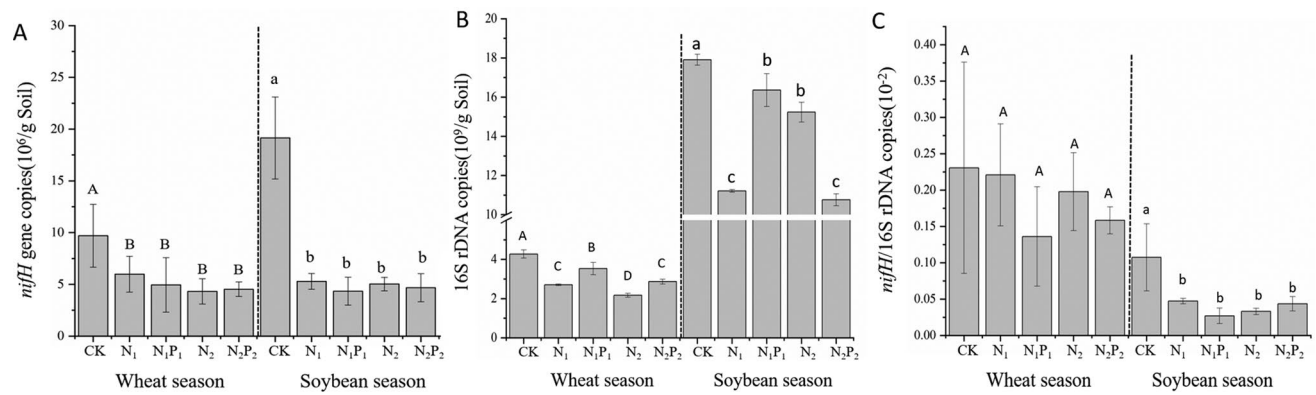 A
nifH gene copies(10⁶/g Soil)
30
25
20
15
10
5
0
A
B
B
B
B
a
b
b
b
b
CK
N₁
N₁P₁
N₂
N₂P₂
CK
N₁
N₁P₁
N₂
N₂P₂
Wheat season
Soybean season
B
16S rDNA copies(10⁹/g Soil)
20
18
16
14
12
10
4
2
0
A
C
B
D
C
a
c
b
b
c
CK
N₁
N₁P₁
N₂
N₂P₂
CK
N₁
N₁P₁
N₂
N₂P₂
Wheat season
Soybean season
C
nifH/16S rDNA copies(10⁻²)
0.40
0.35
0.30
0.25
0.20
0.15
0.10
0.05
0.00
A
A
A
A
A
a
b
b
b
b
CK
N₁
N₁P₁
N₂
N₂P₂
CK
N₁
N₁P₁
N₂
N₂P₂
Wheat season
Soybean season